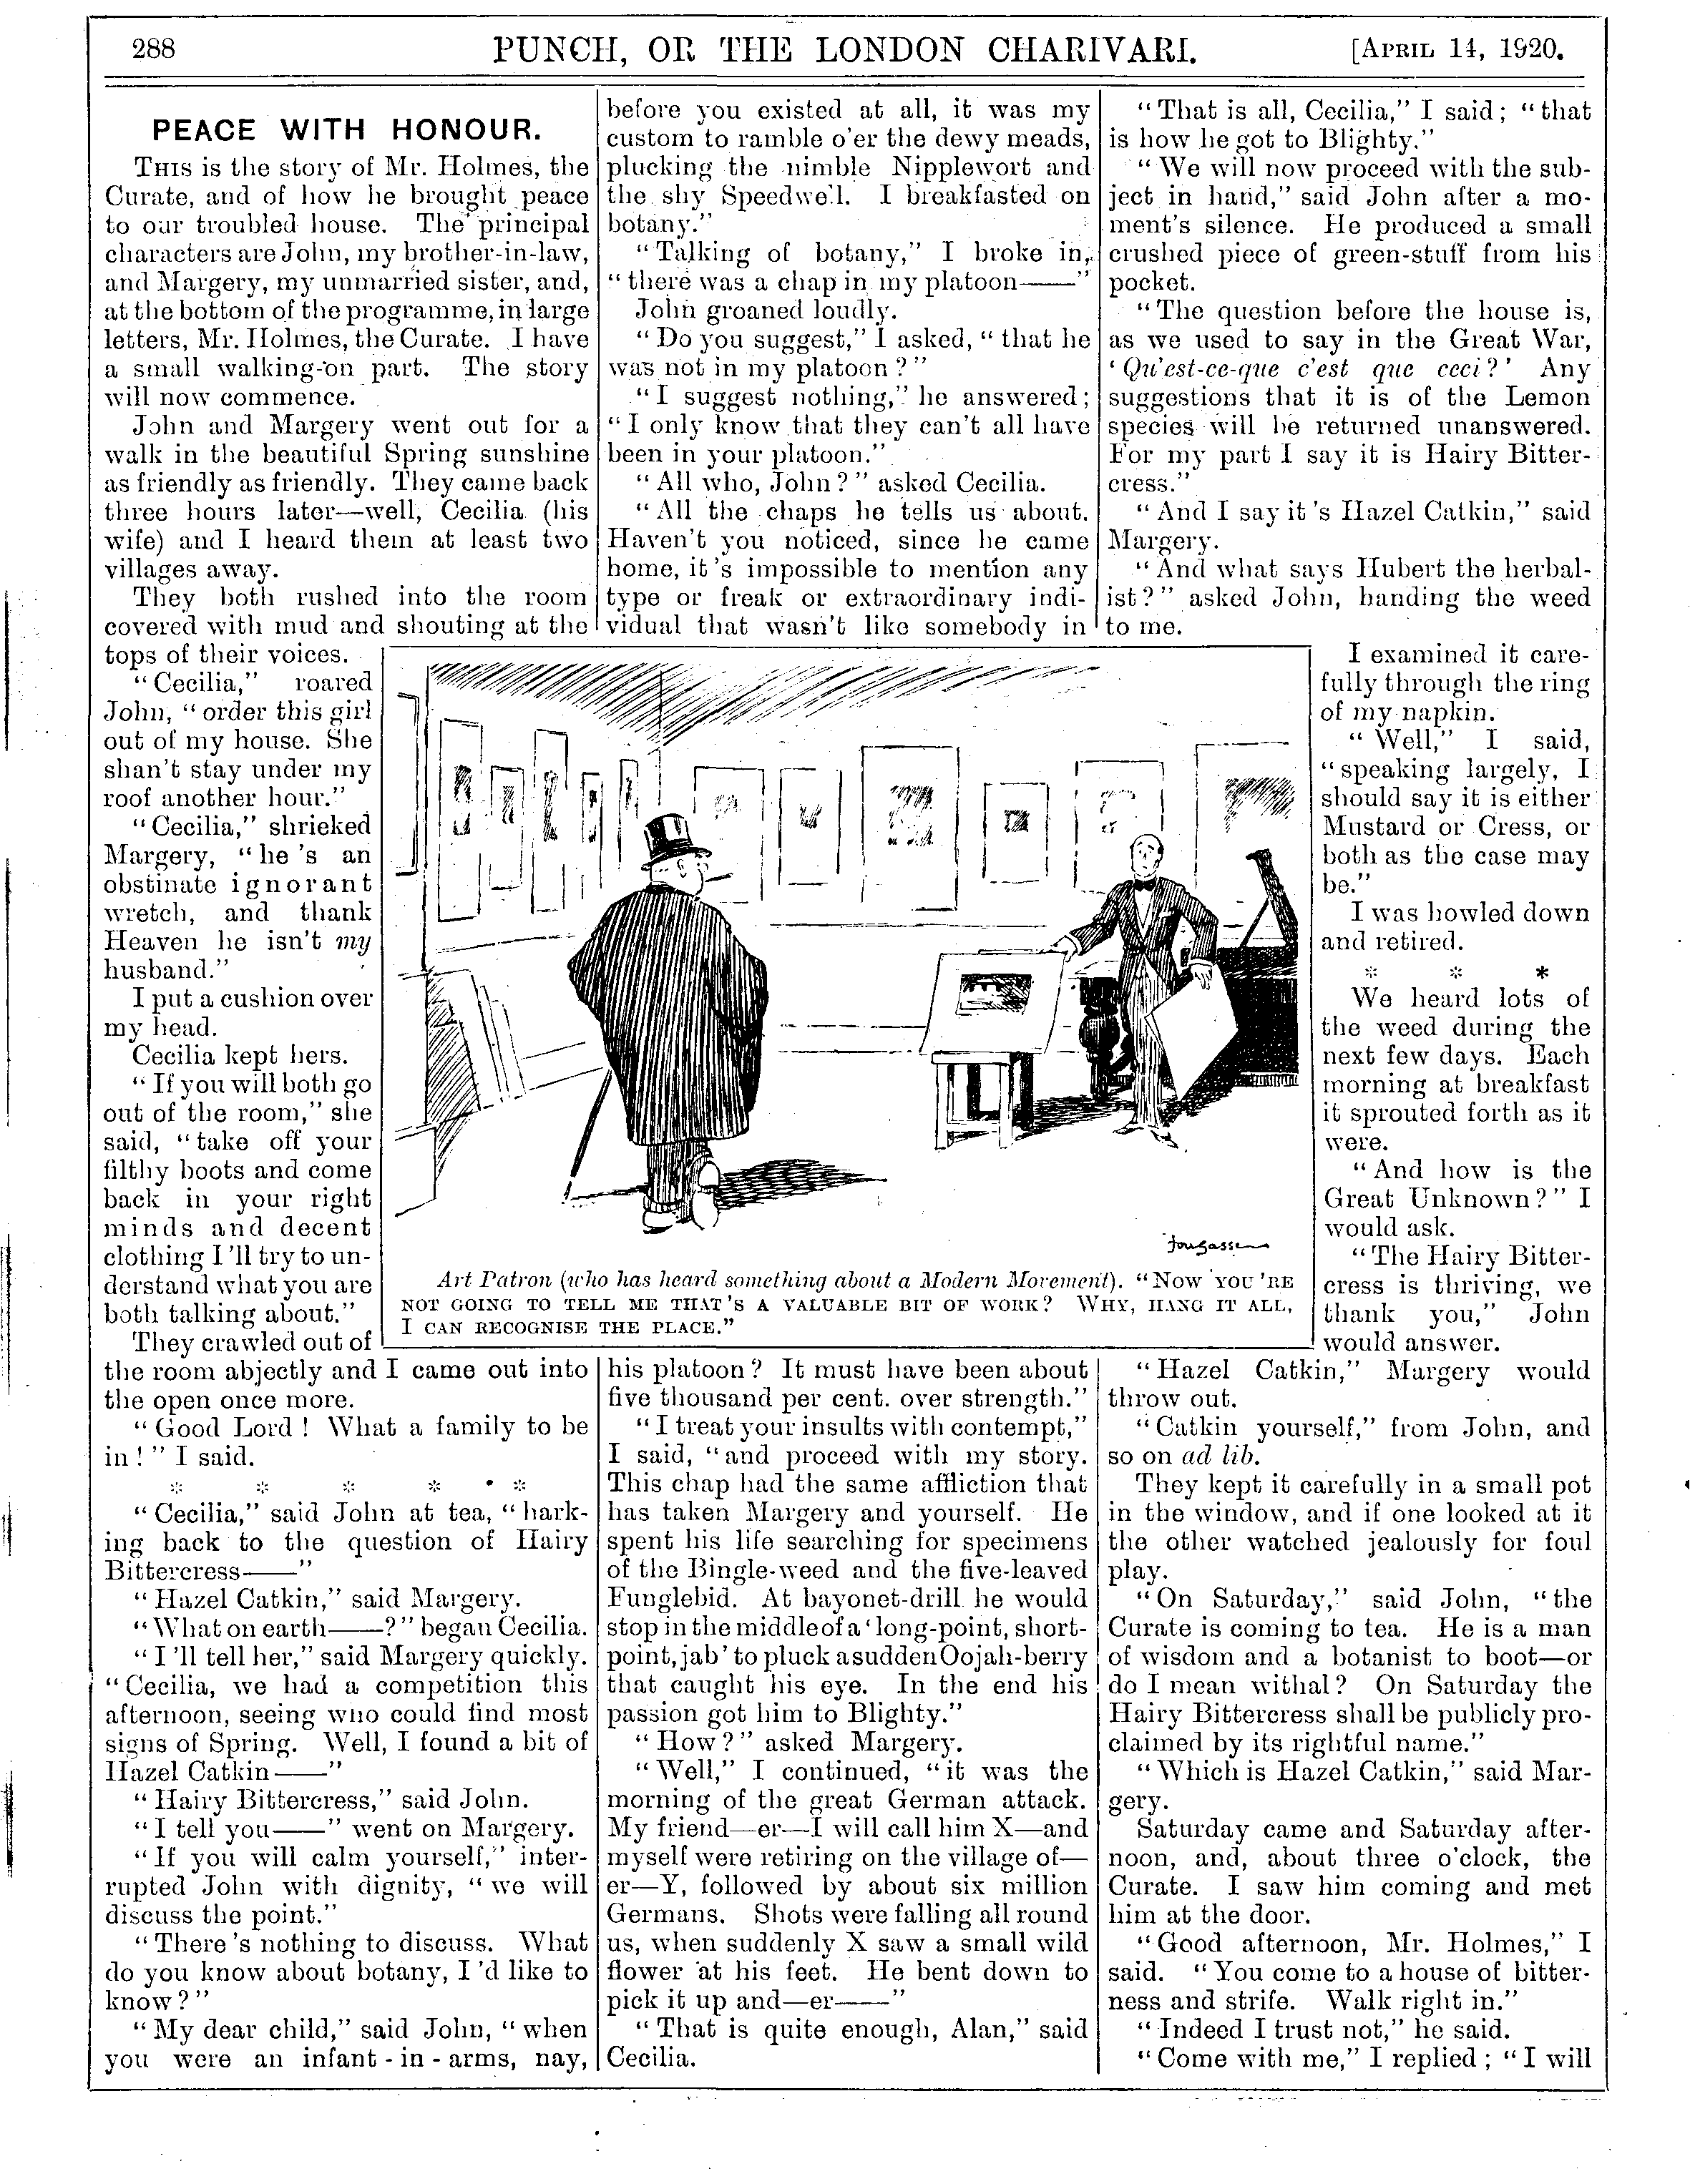 288
PUNCH, OR THE LONDON CHARIVARI.
[APRIL 14, 1920.
PEACE WITH HONOUR.
THIS is the story of Mr. Holmes, the
Curate, and of how he brought peace
to our troubled house. The principal
characters are John, my brother-in-law,
and Margery, my unmarried sister, and,
at the bottom of the programme, in large
letters, Mr. Holmes, the Curate. I have
a small walking-on part. The story
will now commence.
John and Margery went out for a
walk in the beautiful Spring sunshine
as friendly as friendly. They came back
three hours later—well, Cecilia (his
wife) and I heard them at least two
villages away.
They both rushed into the room
covered with mud and shouting at the
tops of their voices.
"Cecilia," roared
John, "order this girl
out of my house. She
shan't stay under my
roof another hour."
"Cecilia," shrieked
Margery, "he's an
obstinate ignorant
wretch, and thank
Heaven he isn't my
husband."
I put a cushion over
my head.
Cecilia kept hers.
"If you will both go
out of the room," she
said, "take off your
filthy boots and come
back in your right
minds and decent
clothing I'll try to un-
derstand what you are
both talking about."
They crawled out of
the room abjectly and I came out into
the open once more.
"Good Lord! What a family to be
in!" I said.
* * * * *
"Cecilia," said John at tea, "hark-
ing back to the question of Hairy
Bittercress——"
"Hazel Catkin," said Margery.
"What on earth——?" began Cecilia.
"I'll tell her," said Margery quickly.
"Cecilia, we had a competition this
afternoon, seeing who could find most
signs of Spring. Well, I found a bit of
Hazel Catkin——"
"Hairy Bittercress," said John.
"I tell you——" went on Margery.
"If you will calm yourself," inter-
rupted John with dignity, "we will
discuss the point."
"There's nothing to discuss. What
do you know about botany, I'd like to
know?"
"My dear child," said John, "when
you were an infant-in-arms, nay,
before you existed at all, it was my
custom to ramble o'er the dewy meads,
plucking the nimble Nipplewort and
the shy Speedwell. I breakfasted on
botany."
"Talking of botany," I broke in,
"there was a chap in my platoon——"
John groaned loudly.
"Do you suggest," I asked, "that he
was not in my platoon?"
"I suggest nothing," he answered;
"I only know that they can't all have
been in your platoon."
"All who, John?" asked Cecilia.
"All the chaps he tells us about.
Haven't you noticed, since he came
home, it's impossible to mention any
type or freak or extraordinary indi-
vidual that wasn't like somebody in
Tougasse
Art Patron (who has heard something about a Modern Movement). "NOW YOU'RE
NOT GOING TO TELL ME THAT'S A VALUABLE BIT OF WORK? WHY, HANG IT ALL,
I CAN RECOGNISE THE PLACE."
his platoon? It must have been about
five thousand per cent. over strength."
"I treat your insults with contempt,"
I said, "and proceed with my story.
This chap had the same affliction that
has taken Margery and yourself. He
spent his life searching for specimens
of the Bingle-weed and the five-leaved
Funglebid. At bayonet-drill he would
stop in the middle of a 'long-point, short-
point, jab' to pluck a sudden Oojah-berry
that caught his eye. In the end his
passion got him to Blighty."
"How?" asked Margery.
"Well," I continued, "it was the
morning of the great German attack.
My friend—er—I will call him X—and
myself were retiring on the village of—
er—Y, followed by about six million
Germans. Shots were falling all round
us, when suddenly X saw a small wild
flower at his feet. He bent down to
pick it up and—er——"
"That is quite enough, Alan," said
Cecilia.
"That is all, Cecilia," I said; "that
is how he got to Blighty."
"We will now proceed with the sub-
ject in hand," said John after a mo-
ment's silence. He produced a small
crushed piece of green-stuff from his
pocket.
"The question before the house is,
as we used to say in the Great War,
'Qu'est-ce-que c'est que ceci?' Any
suggestions that it is of the Lemon
species will be returned unanswered.
For my part I say it is Hairy Bitter-
cress."
"And I say it's Hazel Catkin," said
Margery.
"And what says Hubert the herbal-
ist?" asked John, handing the weed
to me.
I examined it care-
fully through the ring
of my napkin.
"Well," I said,
"speaking largely, I
should say it is either
Mustard or Cress, or
both as the case may
be."
I was howled down
and retired.
* * *
We heard lots of
the weed during the
next few days. Each
morning at breakfast
it sprouted forth as it
were.
"And how is the
Great Unknown?" I
would ask.
"The Hairy Bitter-
cress is thriving, we
thank you," John
would answer.
"Hazel Catkin," Margery would
throw out.
"Catkin yourself," from John, and
so on ad lib.
They kept it carefully in a small pot
in the window, and if one looked at it
the other watched jealously for foul
play.
"On Saturday," said John, "the
Curate is coming to tea. He is a man
of wisdom and a botanist to boot—or
do I mean withal? On Saturday the
Hairy Bittercress shall be publicly pro-
claimed by its rightful name."
"Which is Hazel Catkin," said Mar-
gery.
Saturday came and Saturday after-
noon, and, about three o'clock, the
Curate. I saw him coming and met
him at the door.
"Good afternoon, Mr. Holmes," I
said. "You come to a house of bitter-
ness and strife. Walk right in."
"Indeed I trust not," he said.
"Come with me," I replied; "I will